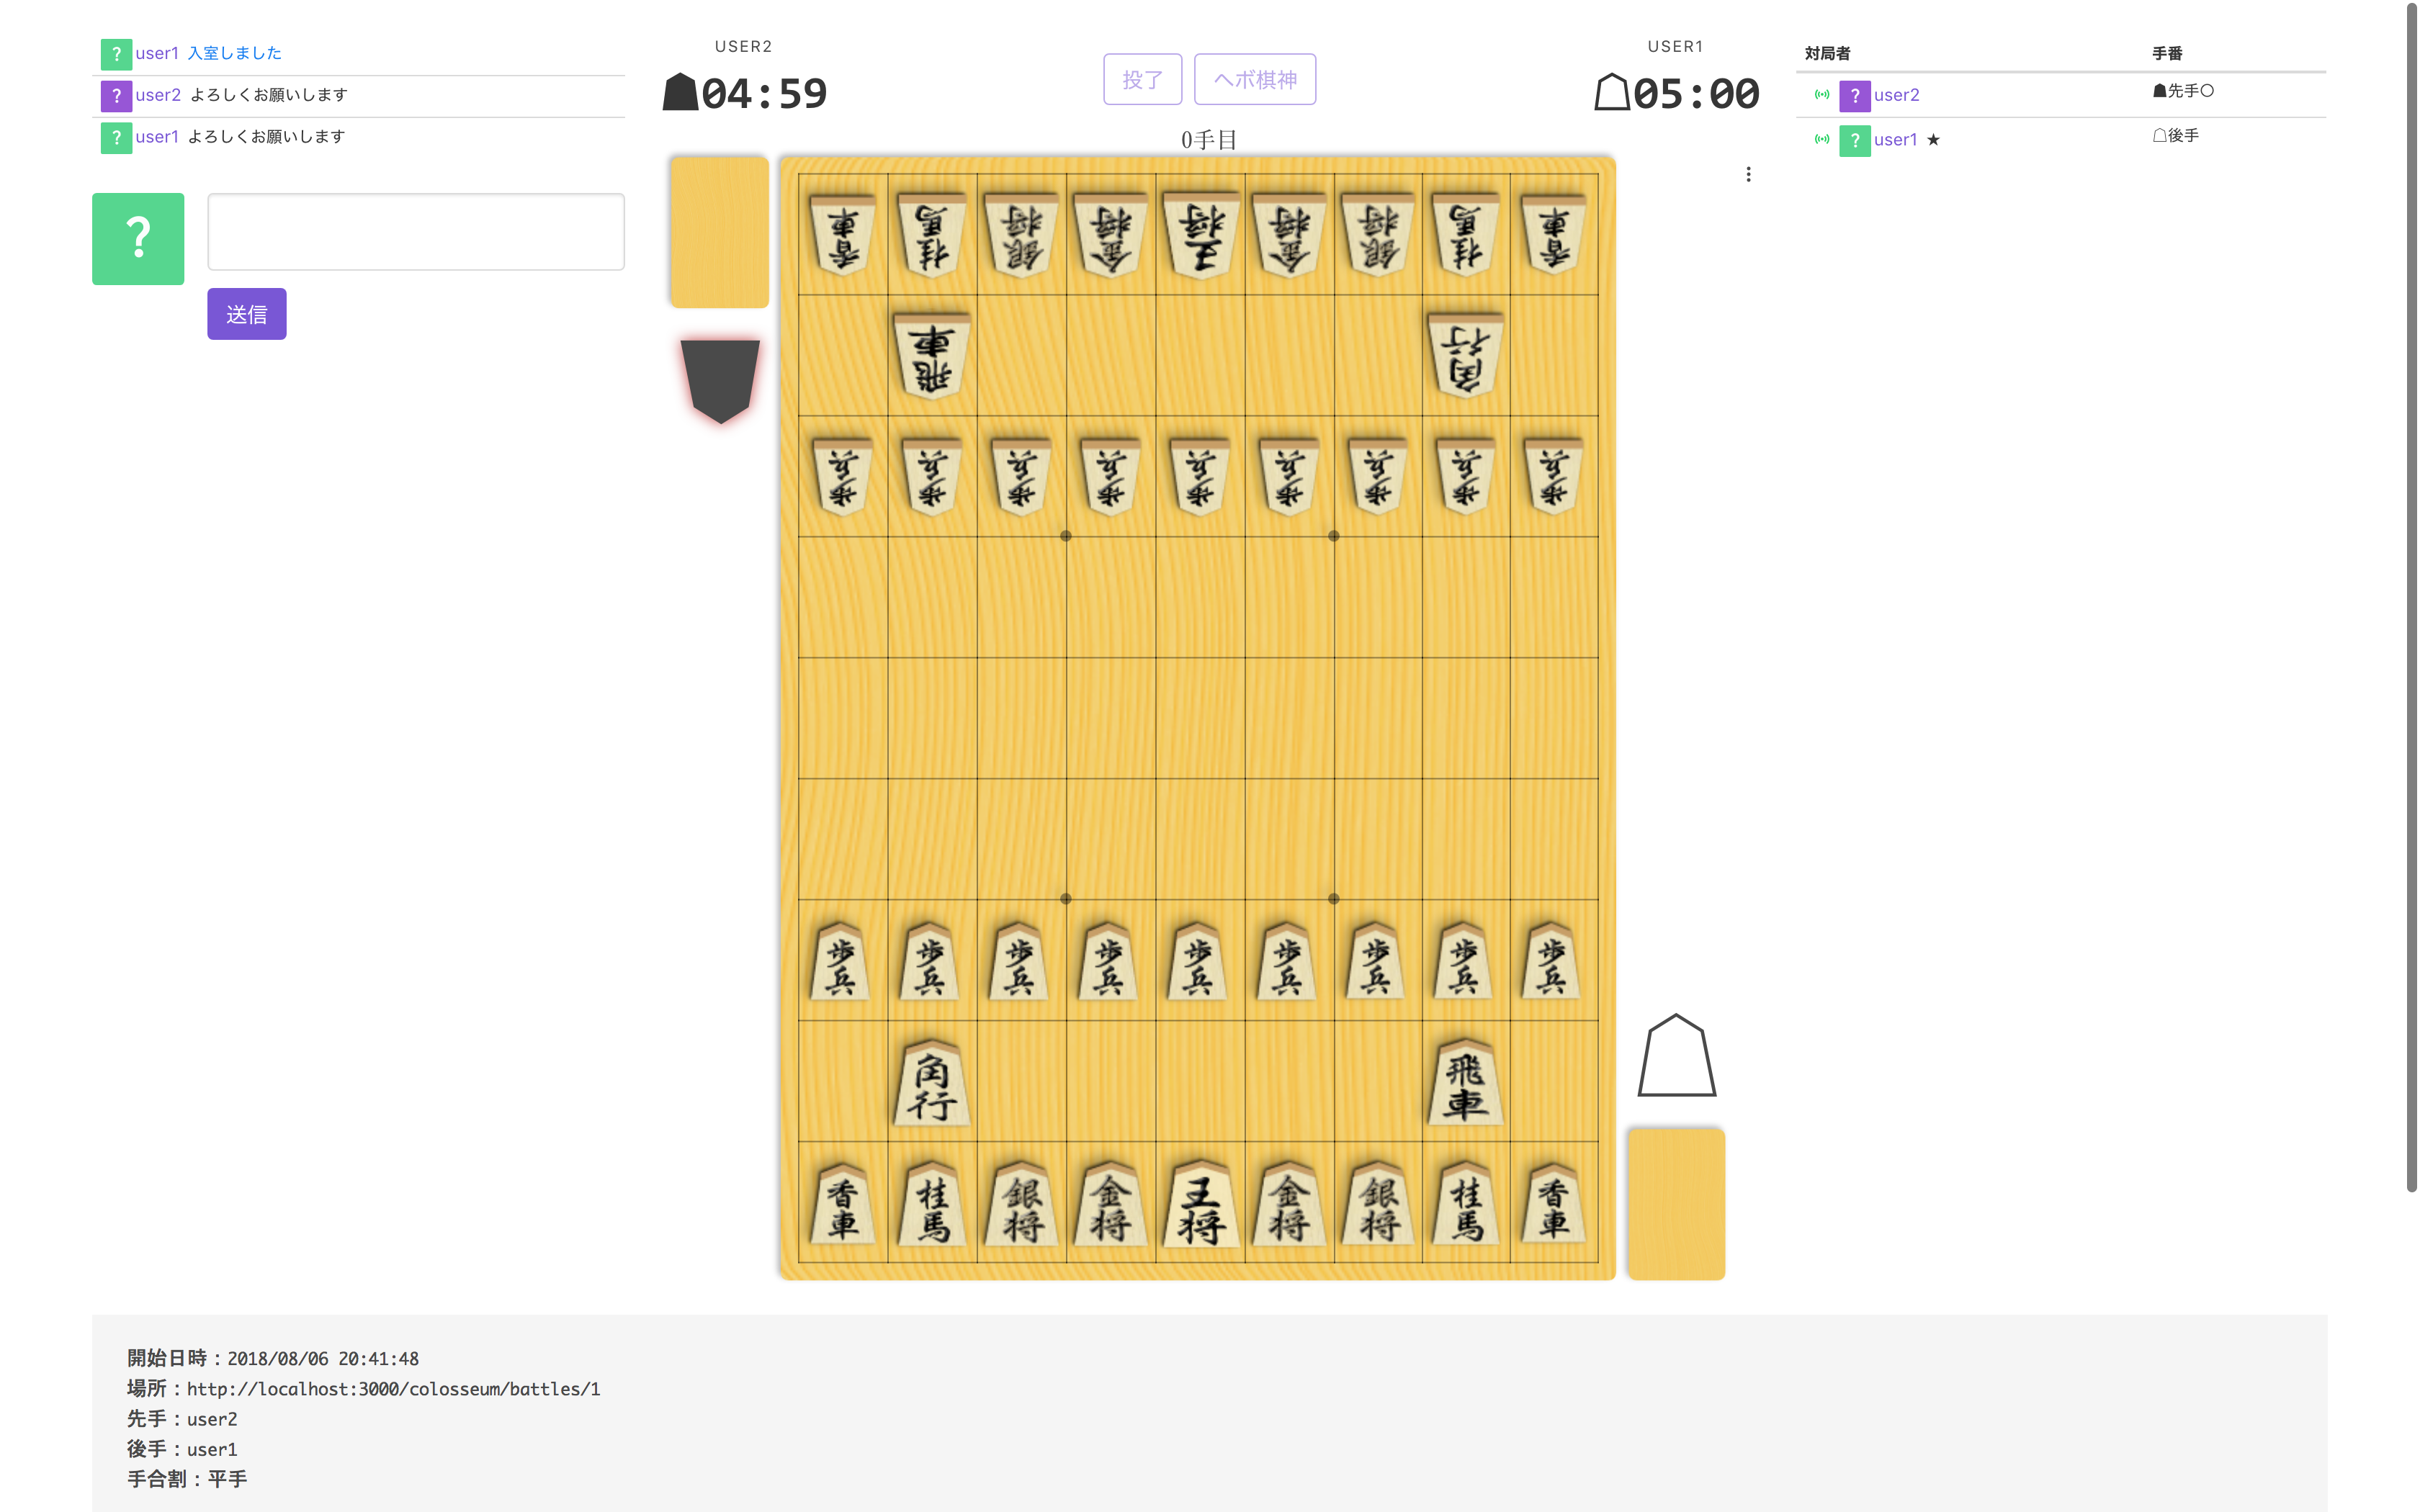 ? user1 入室しました
? user2 よろしくお願いします
? user1 よろしくお願いします
?
送信
USER2
☗04:59
投了 ヘボ棋神
USER1
☖05:00
0手目
香車 桂馬 銀将 金将 王将 金将 銀将 桂馬 香車
飛車 角行
歩兵 歩兵 歩兵 歩兵 歩兵 歩兵 歩兵 歩兵 歩兵
歩兵 歩兵 歩兵 歩兵 歩兵 歩兵 歩兵 歩兵 歩兵
角行 飛車
香車 桂馬 銀将 金将 王将 金将 銀将 桂馬 香車
対局者 手番
? user2 ☗先手○
? user1 ★ ☖後手
開始日時：2018/08/06 20:41:48
場所：http://localhost:3000/colosseum/battles/1
先手：user2
後手：user1
手合割：平手